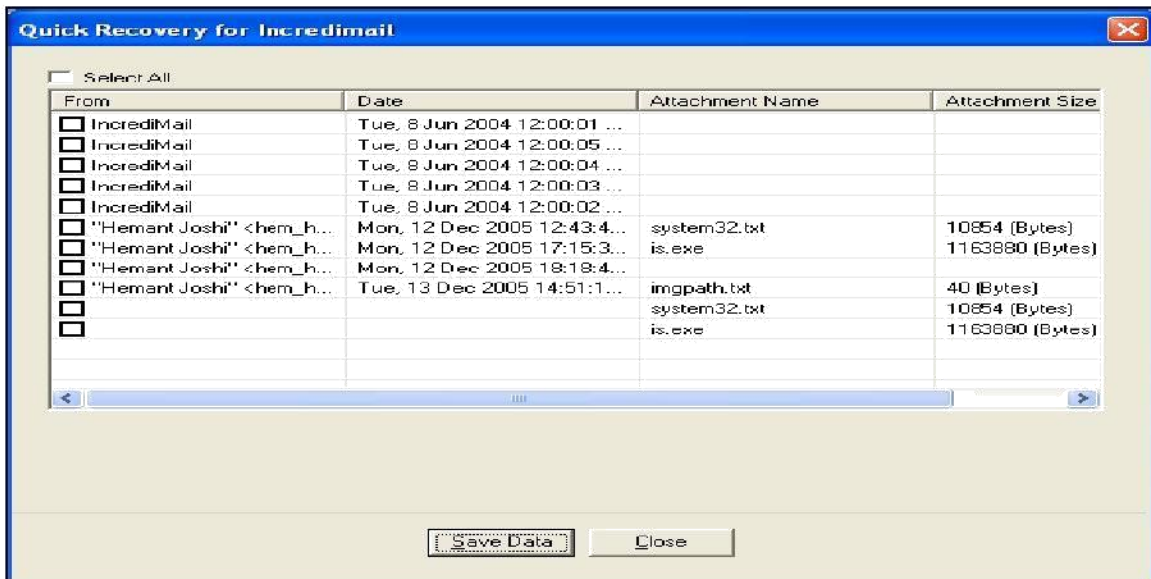 Quick Recovery for Incredimail
Select All
From Date Attachment Name Attachment Size
IncrediMail Tue, 8 Jun 2004 12:00:01 ...
IncrediMail Tue, 8 Jun 2004 12:00:05 ...
IncrediMail Tue, 8 Jun 2004 12:00:04 ...
IncrediMail Tue, 8 Jun 2004 12:00:03 ...
IncrediMail Tue, 8 Jun 2004 12:00:02 ...
"Hemant Joshi" <hem_h... Mon, 12 Dec 2005 12:43:4... system32.txt 10854 (Bytes)
"Hemant Joshi" <hem_h... Mon, 12 Dec 2005 17:15:3... is.exe 1163880 (Bytes)
"Hemant Joshi" <hem_h... Mon, 12 Dec 2005 18:18:4...
"Hemant Joshi" <hem_h... Tue, 13 Dec 2005 14:51:1... imgpath.txt 40 (Bytes)
system32.txt 10854 (Bytes)
is.exe 1163880 (Bytes)
Save Data Close